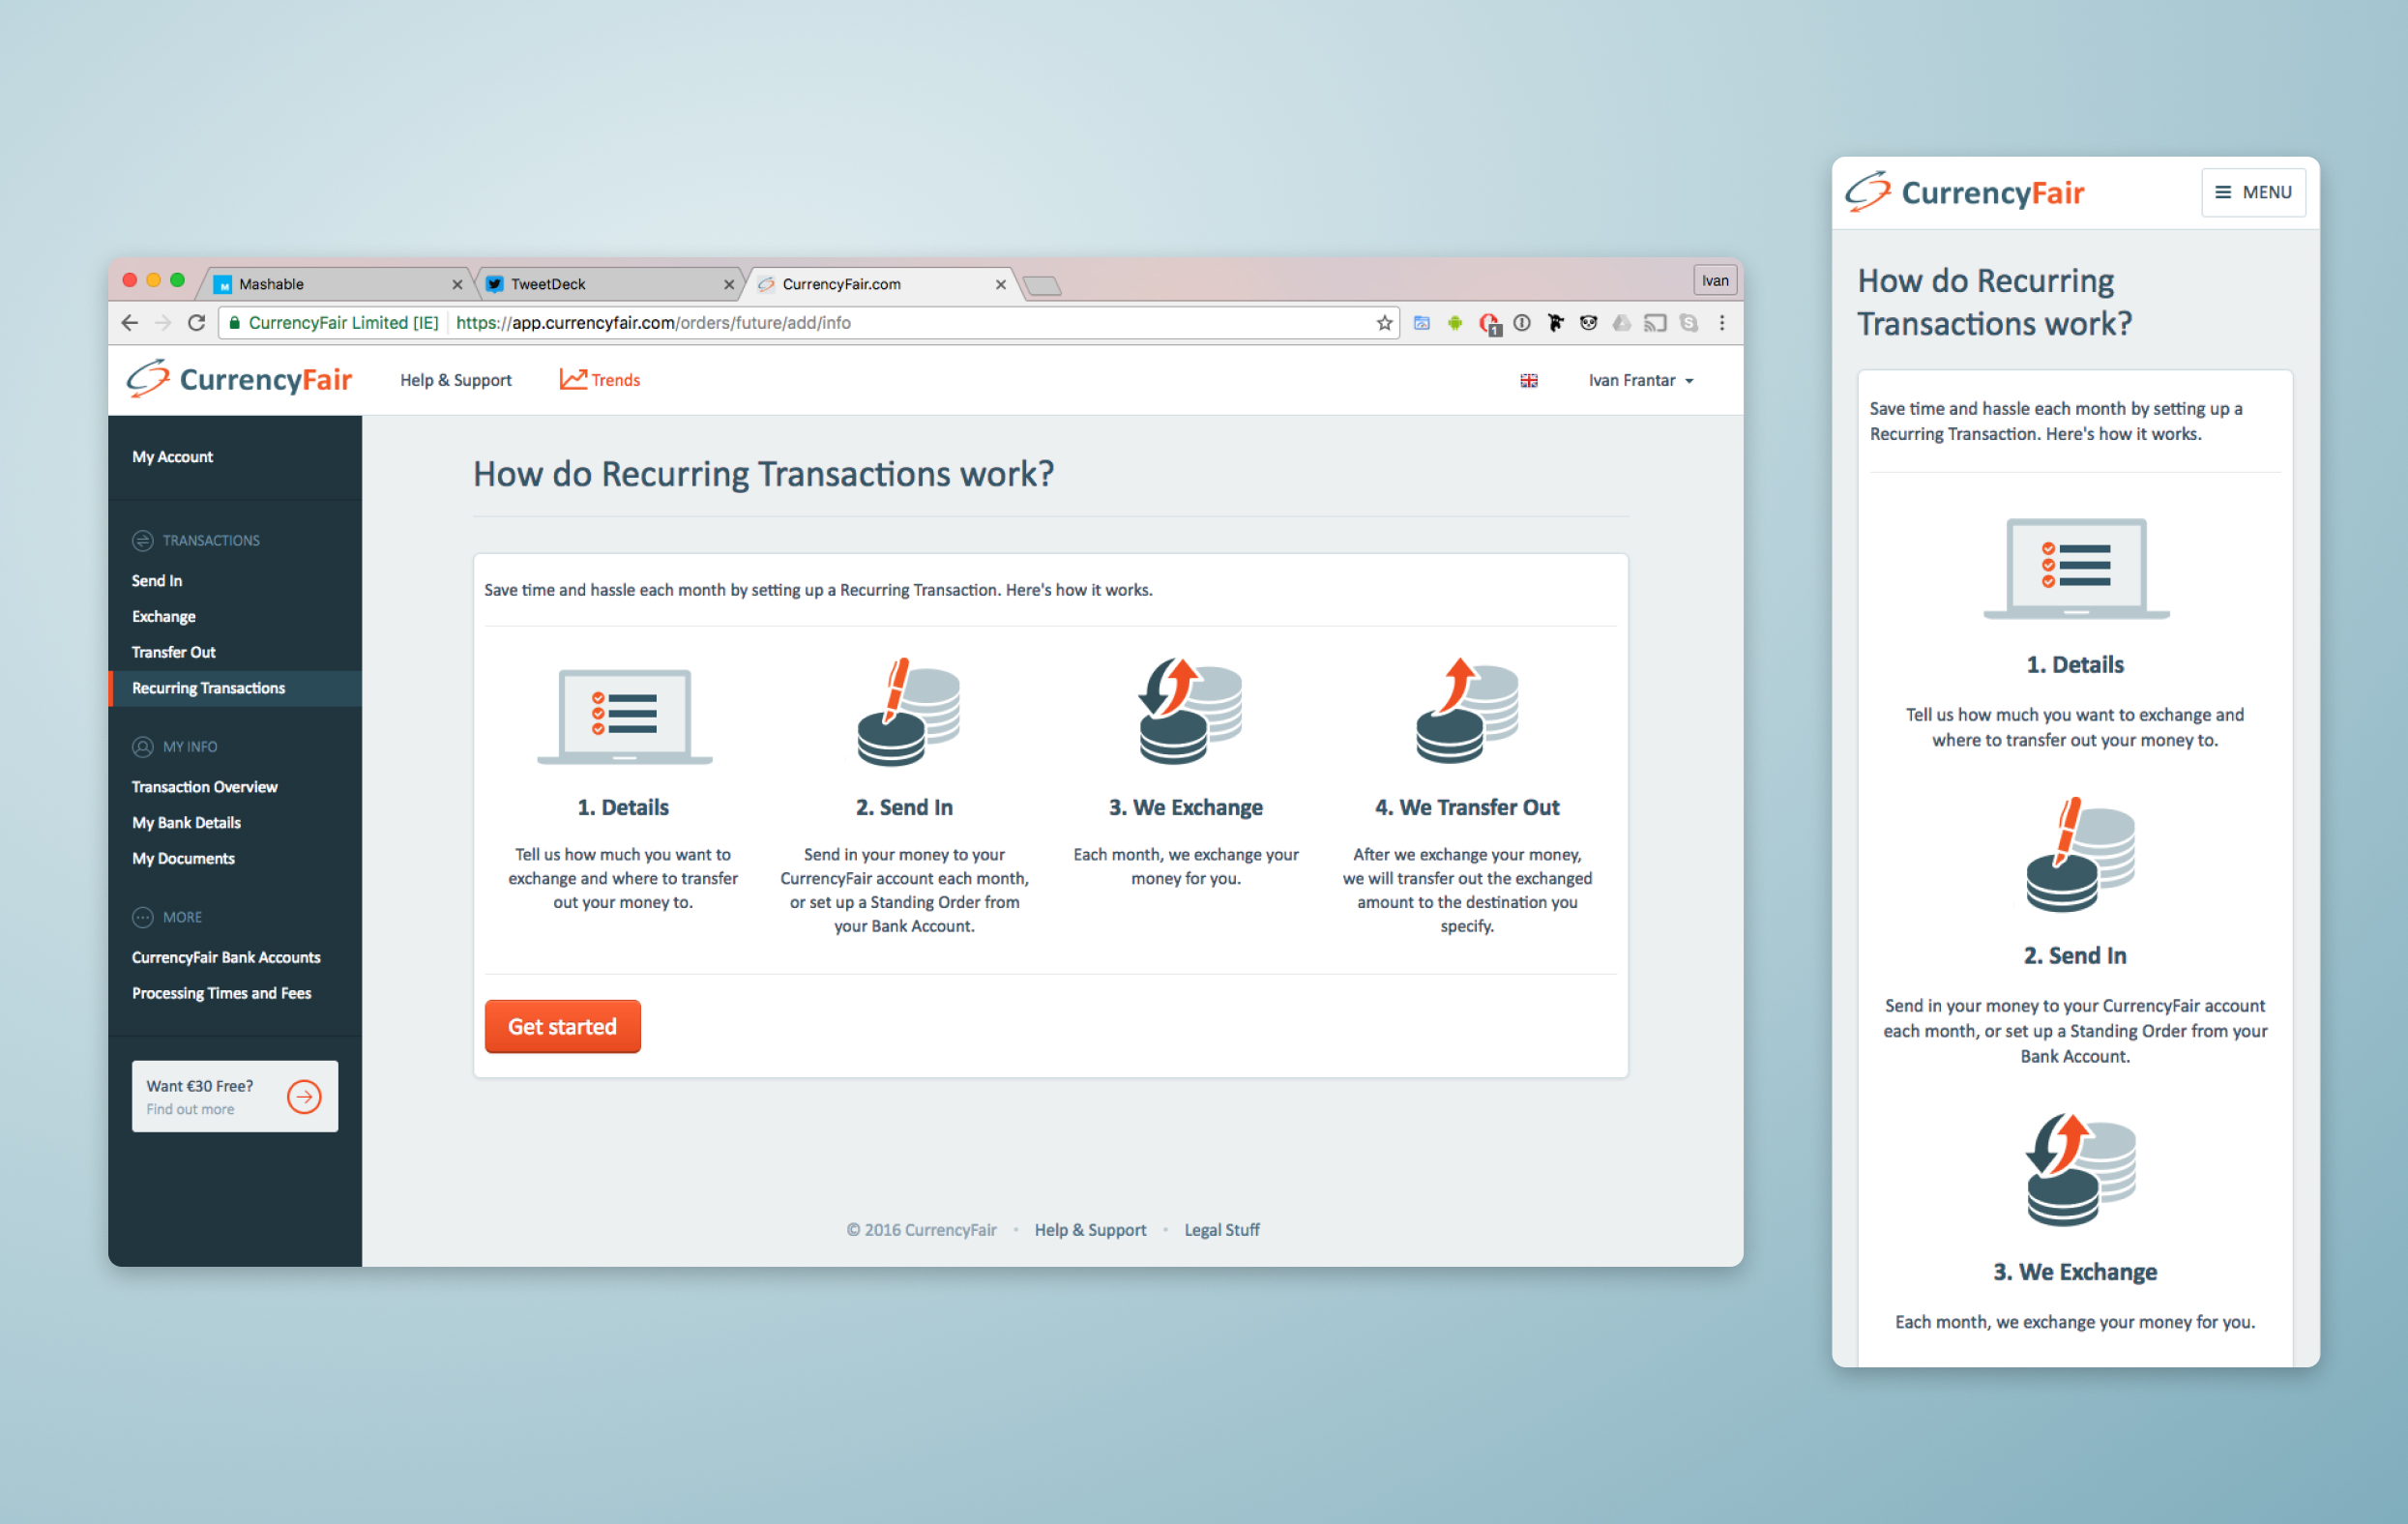 Mashable
TweetDeck
CurrencyFair.com
Ivan
CurrencyFair Limited [IE]
https://app.currencyfair.com/orders/future/add/info
1
CurrencyFair
Help & Support
Trends
Ivan Frantar
My Account
TRANSACTIONS
Send In
Exchange
Transfer Out
Recurring Transactions
MY INFO
Transaction Overview
My Bank Details
My Documents
MORE
CurrencyFair Bank Accounts
Processing Times and Fees
Want €30 Free?
Find out more
How do Recurring Transactions work?
Save time and hassle each month by setting up a Recurring Transaction. Here's how it works.
1. Details
Tell us how much you want to
exchange and where to transfer
out your money to.
2. Send In
Send in your money to your
CurrencyFair account each month,
or set up a Standing Order from
your Bank Account.
3. We Exchange
Each month, we exchange your
money for you.
4. We Transfer Out
After we exchange your money,
we will transfer out the exchanged
amount to the destination you
specify.
Get started
© 2016 CurrencyFair • Help & Support • Legal Stuff
CurrencyFair
MENU
How do Recurring
Transactions work?
Save time and hassle each month by setting up a
Recurring Transaction. Here's how it works.
1. Details
Tell us how much you want to exchange and
where to transfer out your money to.
2. Send In
Send in your money to your CurrencyFair account
each month, or set up a Standing Order from your
Bank Account.
3. We Exchange
Each month, we exchange your money for you.